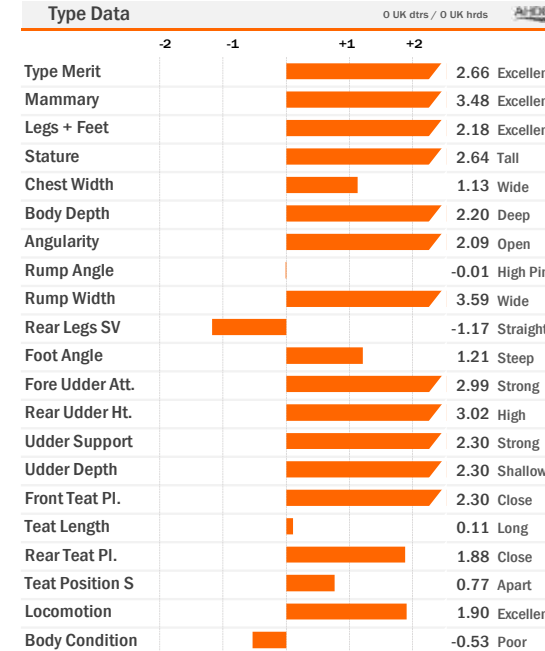 Type Data 0 UK dtrs / 0 UK hrds
-2 -1 +1 +2
Type Merit 2.66
Mammary 3.48
Legs + Feet 2.18
Stature 2.64 Tall
Chest Width 1.13 Wide
Body Depth 2.20 Deep
Angularity 2.09 Open
Rump Angle -0.01 High
Rump Width 3.59 Wide
Rear Legs SV -1.17 Straight
Foot Angle 1.21 Steep
Fore Udder Att. 2.99 Strong
Rear Udder Ht. 3.02 High
Udder Support 2.30 Strong
Udder Depth 2.30 Shallow
Front Teat Pl. 2.30 Close
Teat Length 0.11 Long
Rear Teat Pl. 1.88 Close
Teat Position S 0.77 Apart
Locomotion 1.90
Body Condition -0.53 Poor